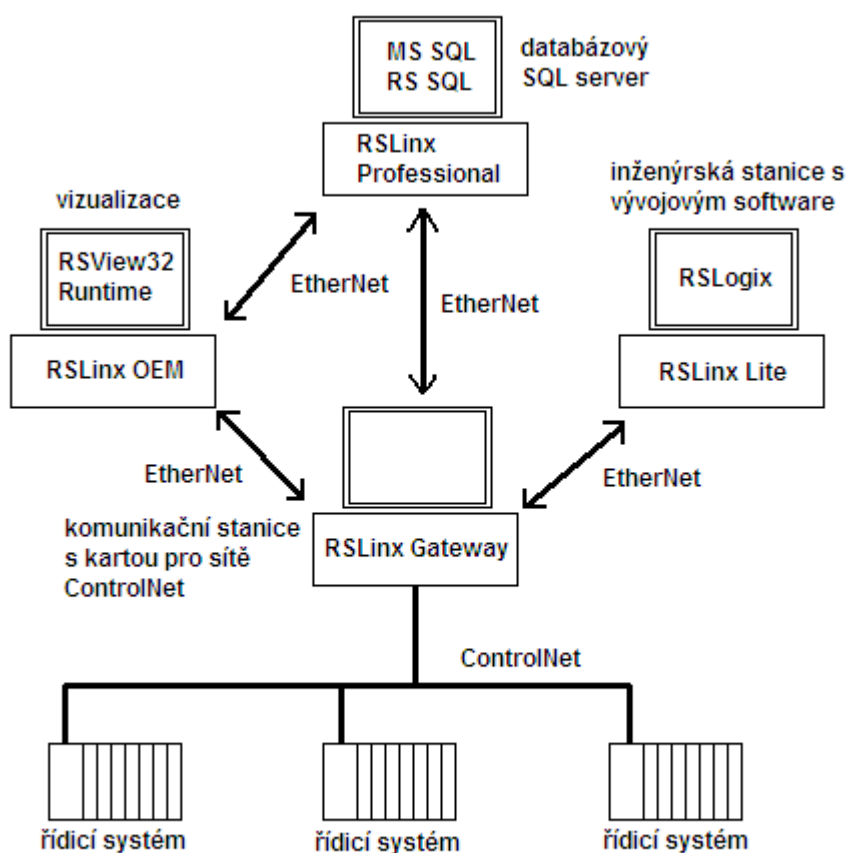 MS SQL
RS SQL
databázový
SQL server
RSLinx
Professional
inženýrská stanice s
vývojovým software
vizualizace
RSView32
Runtime
RSLogix
EtherNet
EtherNet
RSLinx OEM
RSLinx Lite
EtherNet
EtherNet
komunikační stanice
s kartou pro sítě
ControlNet
RSLinx Gateway
ControlNet
řídicí systém
řídicí systém
řídicí systém